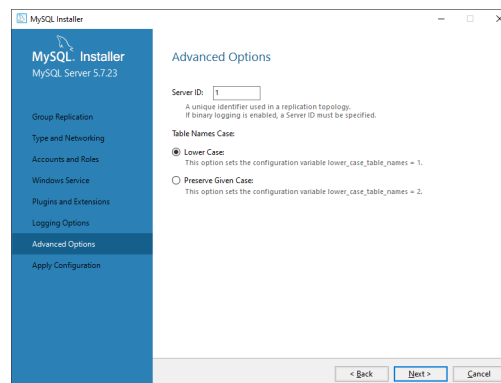 MySQL Installer
MySQL. Installer
MySQL Server 5.7.23
Group Replication
Type and Networking
Accounts and Roles
Windows Service
Plugins and Extensions
Logging Options
Advanced Options
Apply Configuration
Advanced Options
Server ID: 1
A unique identifier used in a replication topology.
If binary logging is enabled, a Server ID must be specified.
Table Names Case:
Lower Case:
This option sets the configuration variable lower_case_table_names = 1.
Preserve Given Case:
This option sets the configuration variable lower_case_table_names = 2.
< Back
Next >
Cancel